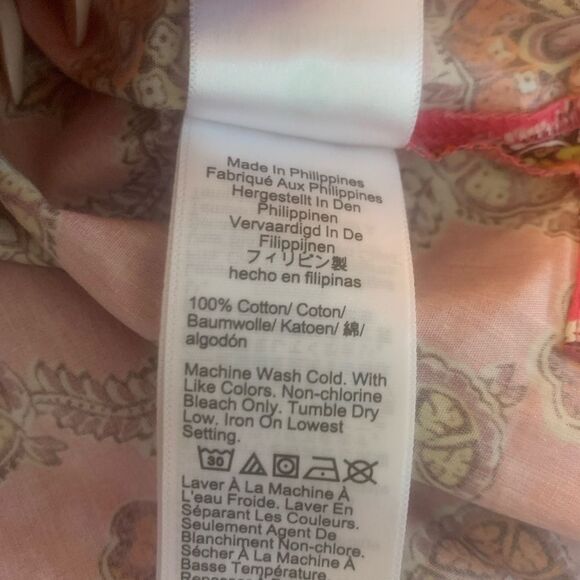 Made In Philippines
Fabriqué Aux Philippines
Hergestellt In Den
Philippinen
Vervaardigd In De
Filippijnen
フィリピン製
hecho en filipinas
100% Cotton/ Coton/
Baumwolle/ Katoen/ 綿/
algodón
Machine Wash Cold. With
Like Colors. Non-chlorine
Bleach Only. Tumble Dry
Low. Iron On Lowest
Setting.
30
Laver À La Machine À
L'eau Froide. Laver En
Séparant Les Couleurs.
Seulement Agent De
Blanchiment Non-chlore.
Sécher À La Machine À
Basse Température